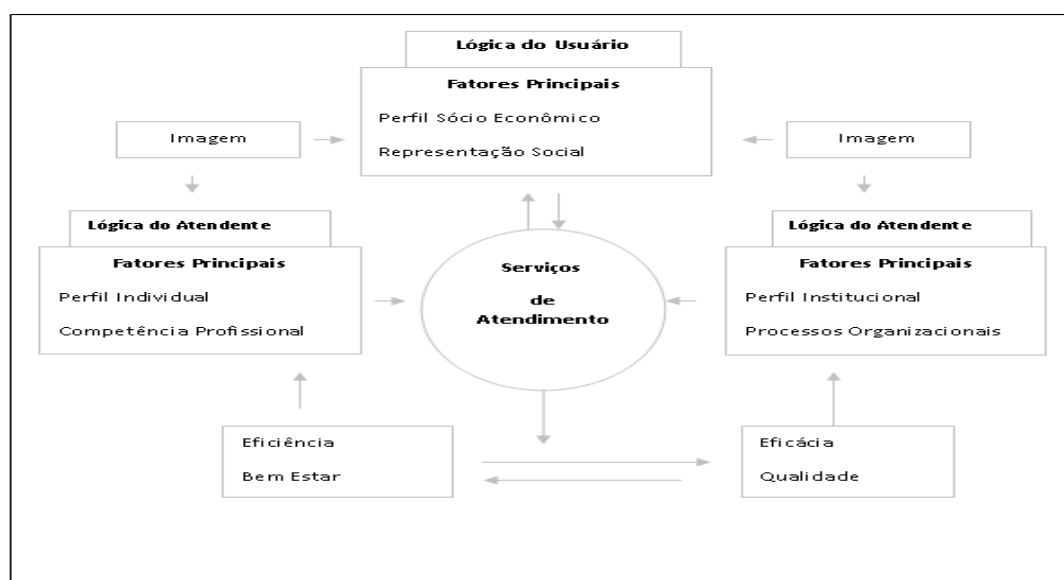 Lógica do Usuário
Fatores Principais
Perfil Sócio Econômico
Representação Social
Imagem
Imagem
Lógica do Atendente
Fatores Principais
Perfil Individual
Competência Profissional
Serviços
de
Atendimento
Lógica do Atendente
Fatores Principais
Perfil Institucional
Processos Organizacionais
Eficiência
Bem Estar
Eficácia
Qualidade